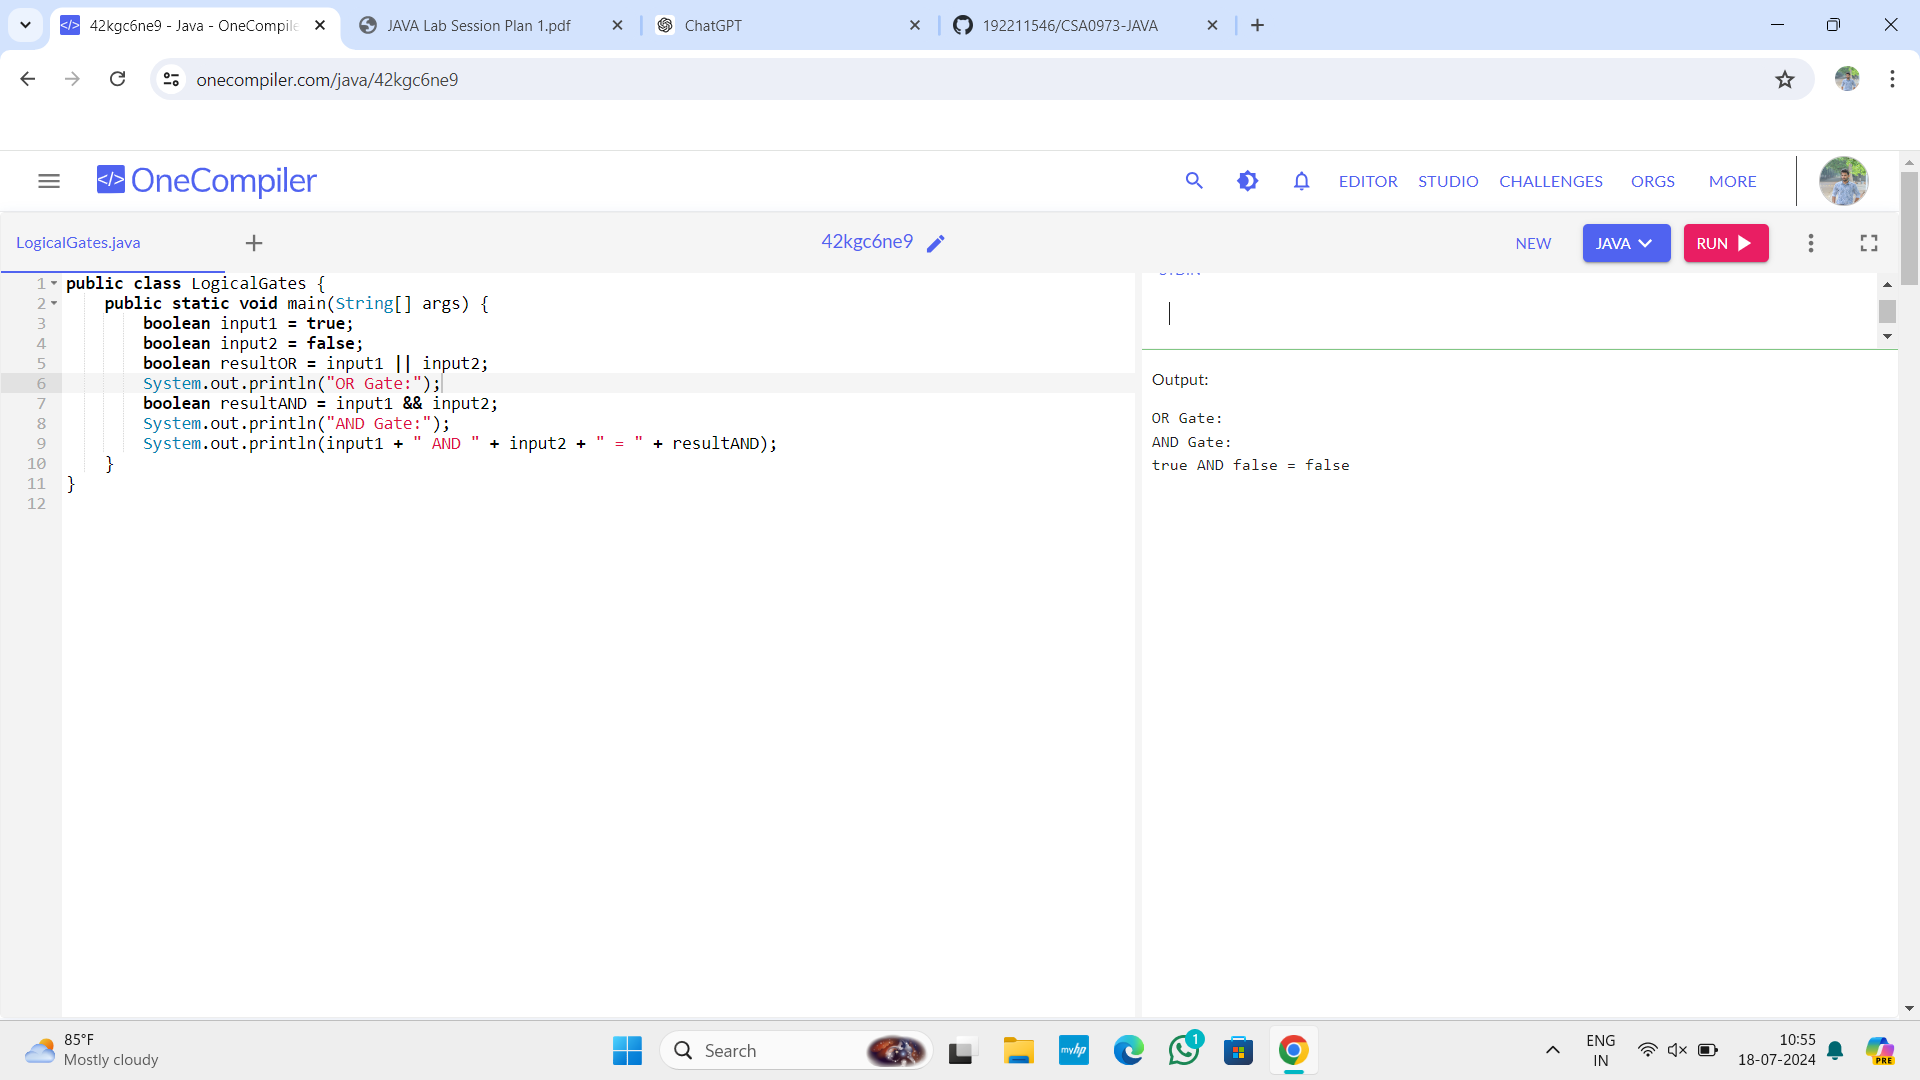 42kgc6ne9 - Java - OneCompile
JAVA Lab Session Plan 1.pdf
ChatGPT
192211546/CSA0973-JAVA
onecompiler.com/java/42kgc6ne9
</> OneCompiler
EDITOR STUDIO CHALLENGES ORGS MORE
LogicalGates.java
42kgc6ne9
NEW
JAVA
RUN
1 public class LogicalGates {
2 public static void main(String[] args) {
3 boolean input1 = true;
4 boolean input2 = false;
5 boolean resultOR = input1 || input2;
6 System.out.println("OR Gate:");
7 boolean resultAND = input1 && input2;
8 System.out.println("AND Gate:");
9 System.out.println(input1 + " AND " + input2 + " = " + resultAND);
10 }
11 }
12
STDIN
Output:
OR Gate:
AND Gate:
true AND false = false
85°F
Mostly cloudy
Search
myhp
1
ENG
IN
10:55
18-07-2024
PRE